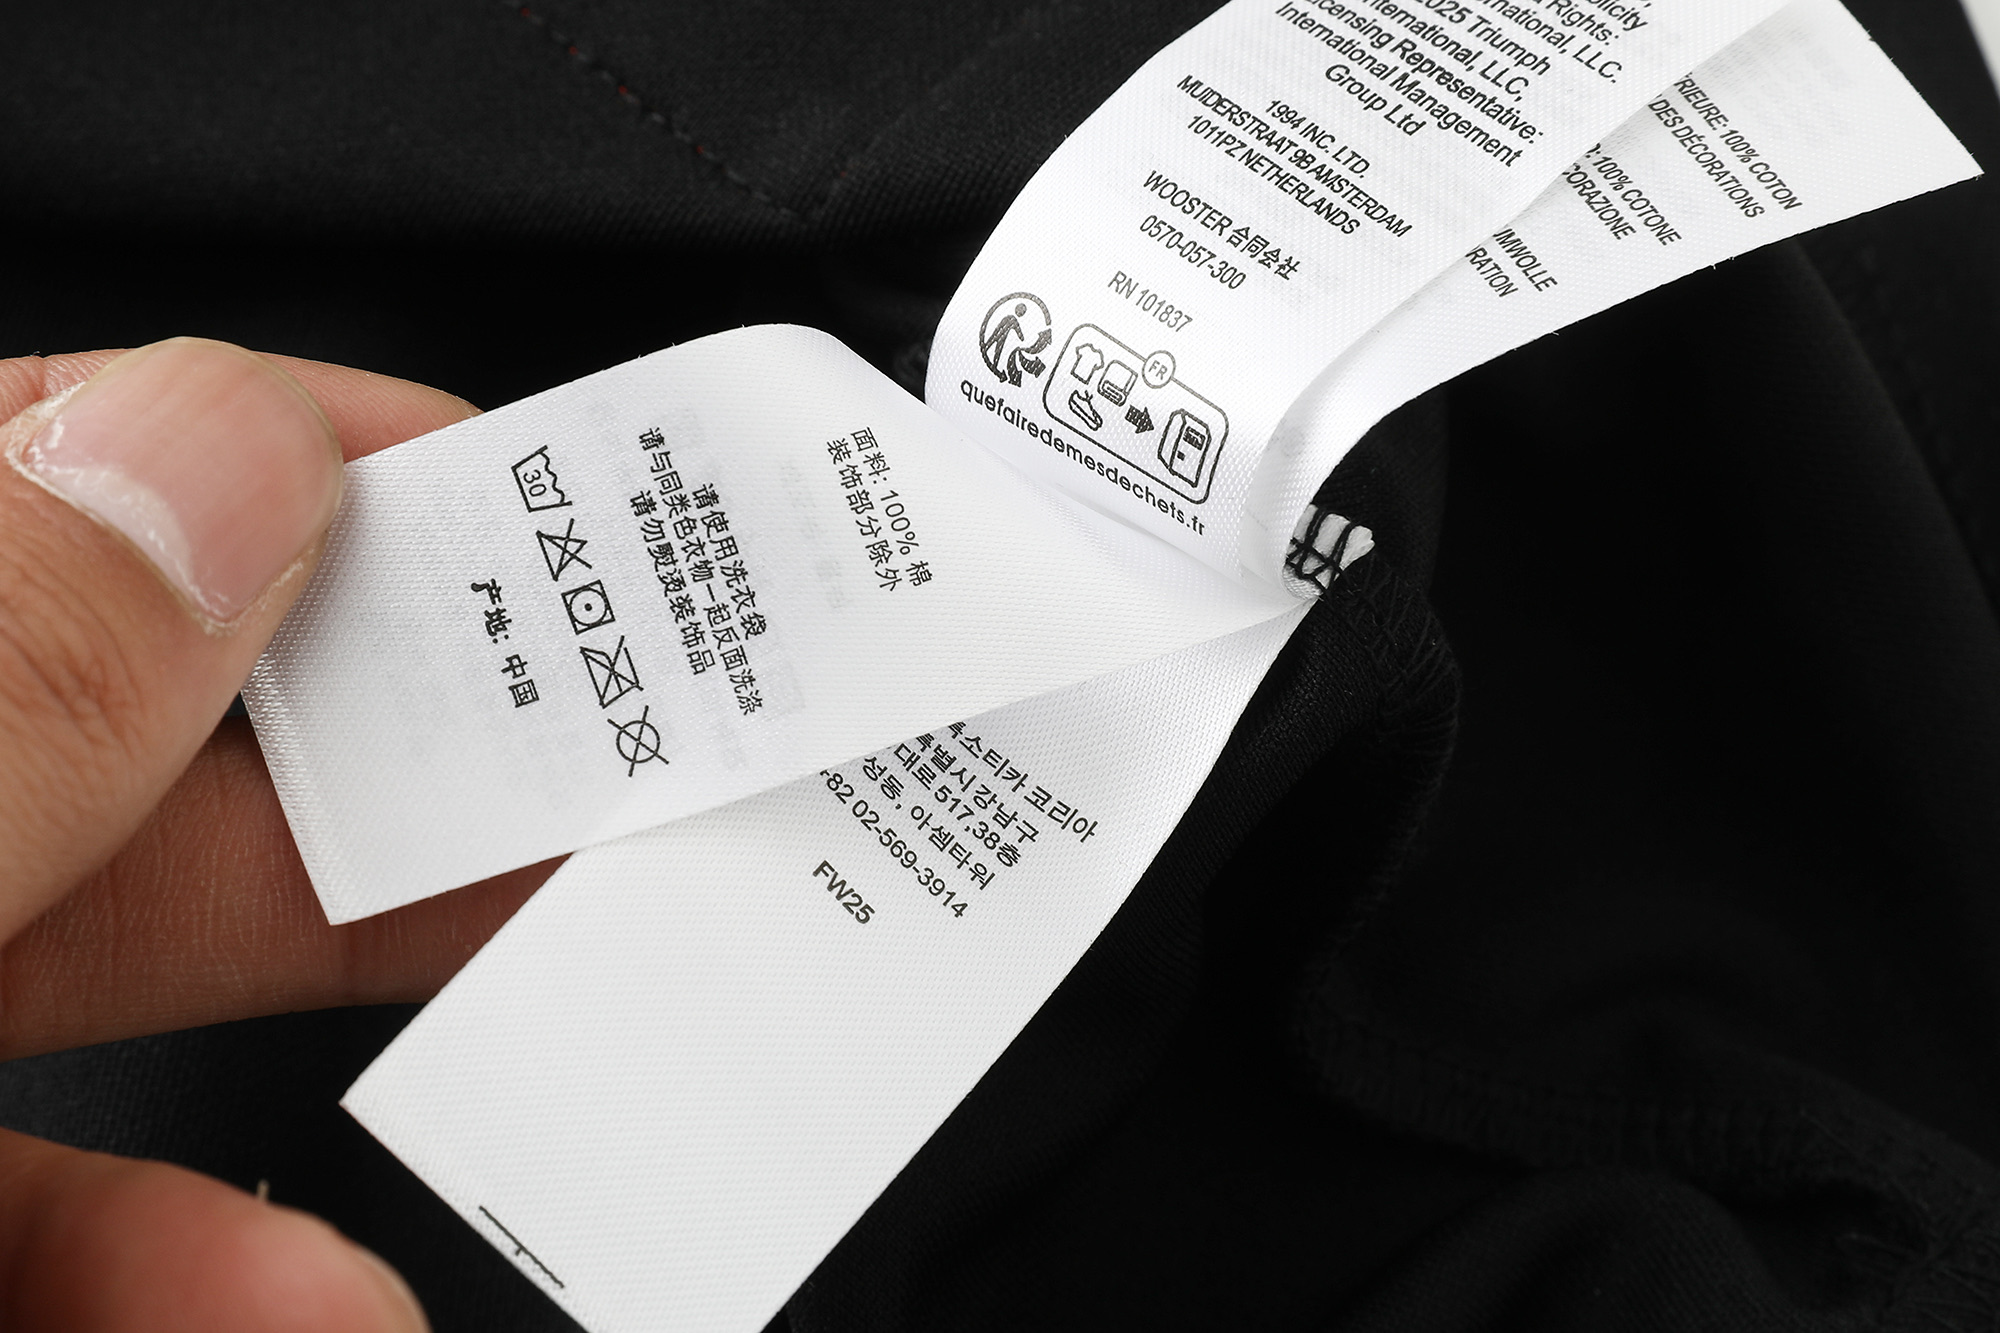 Rights:
2025 Triumph
International, LLC.
International, LLC,
Licensing Representative:
International Management
Group Ltd
1994 INC. LTD.
MUIDERSTRAAT 9B AMSTERDAM
1011PZ NETHERLANDS
WOOSTER 合同会社
0570-057-300
RN 101837
FR
quefairedemesdechets.fr
RIEURE: 100% COTON
DES DÉCORATIONS
: 100% COTONE
CORAZIONE
UMWOLLE
RATION
面料: 100% 棉
装饰部分除外
请使用洗衣袋
请与同类色衣物一起反面洗涤
请勿熨烫装饰品
30
产地: 中国
소티카 코리아
특별시 강남구
대로 517,38층
성동, 아셈타워
+82 02-569-3914
FW25